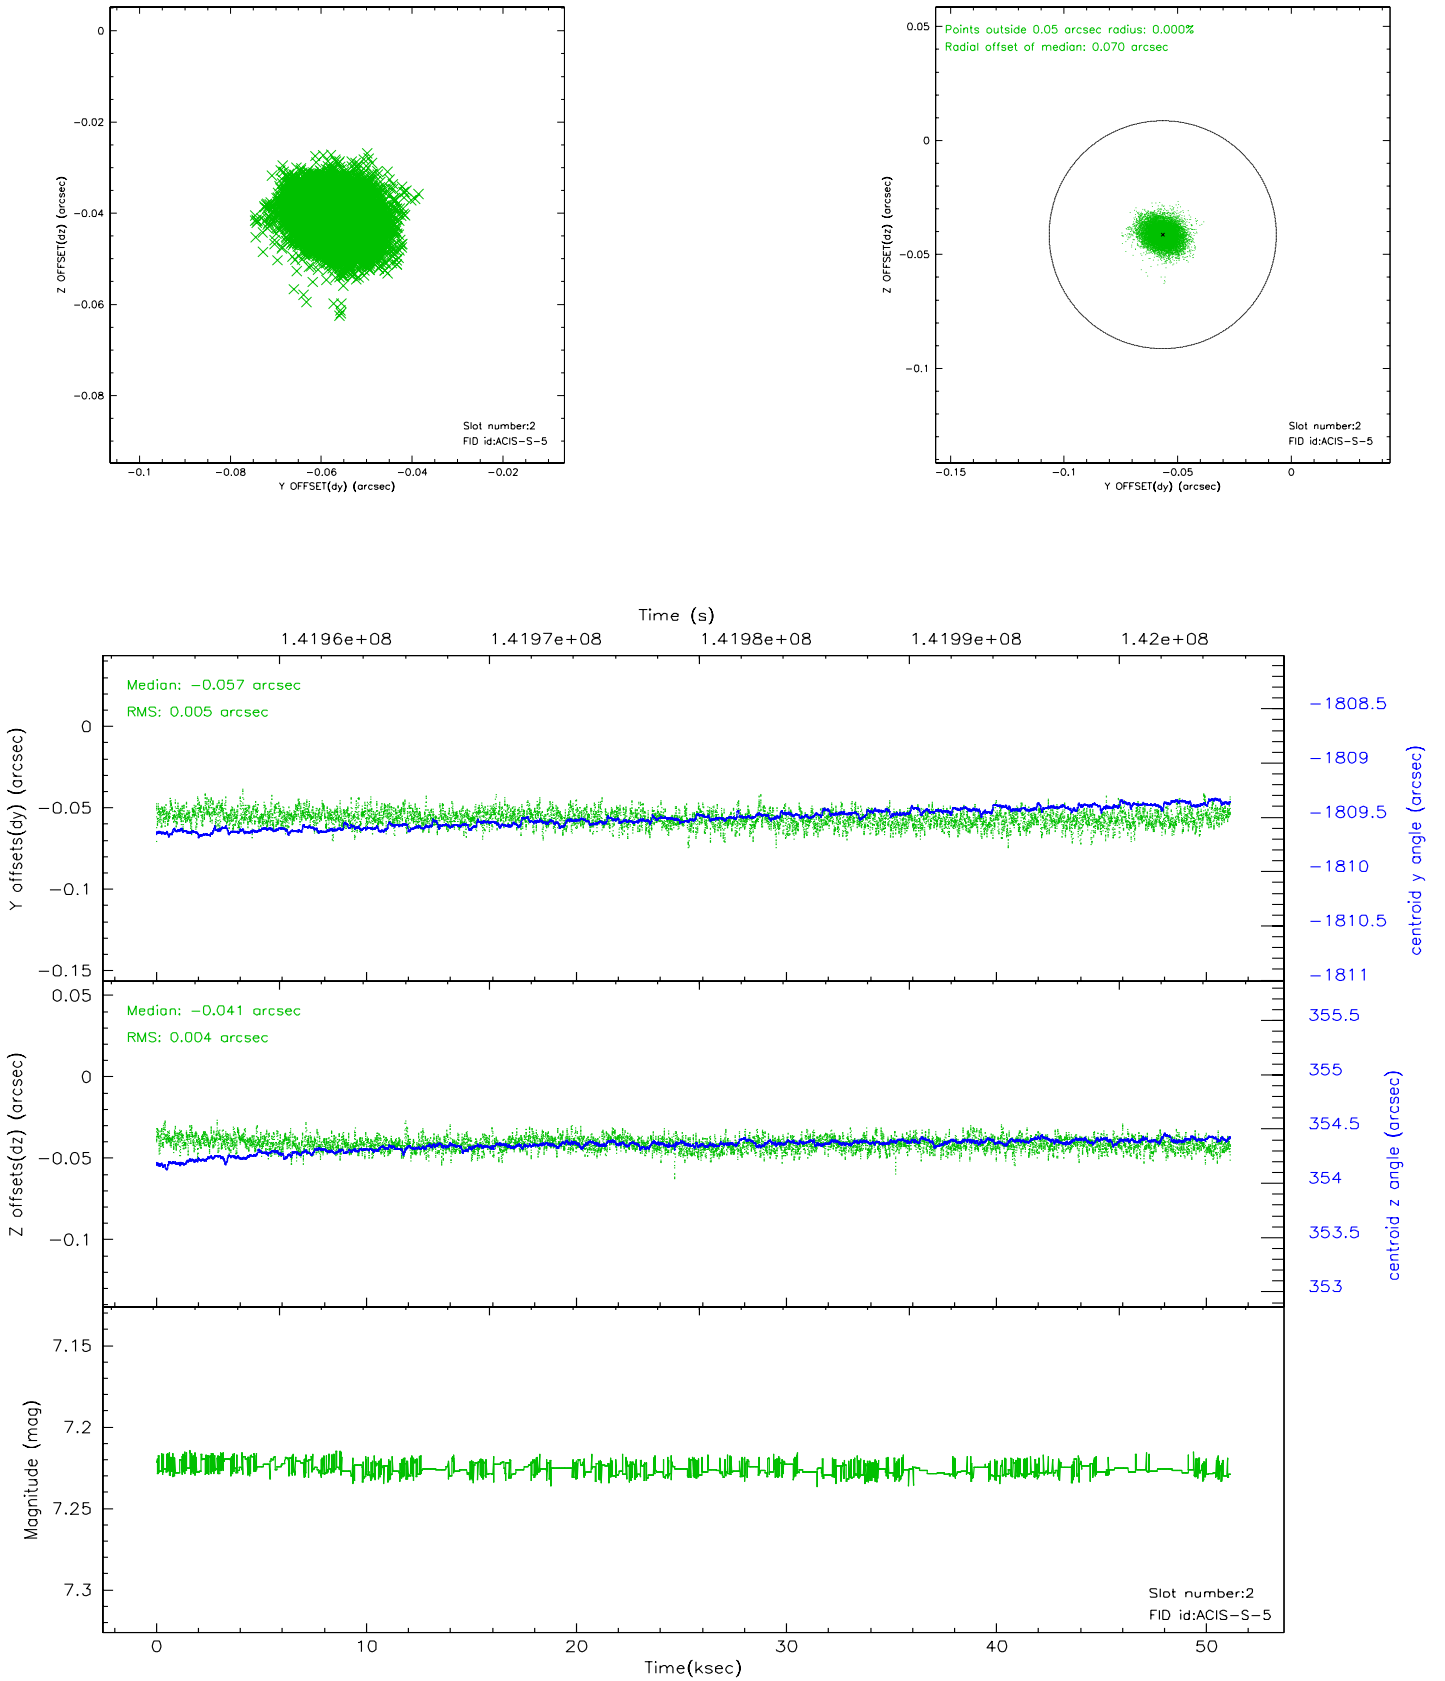 0
-0.02
-0.04
-0.06
-0.08
Z OFFSET(dz) (arcsec)
-0.1 -0.08 -0.06 -0.04 -0.02
Y OFFSET(dy) (arcsec)
Slot number:2
FID id:ACIS-S-5
Points outside 0.05 arcsec radius: 0.000%
Radial offset of median: 0.070 arcsec
0.05
0
-0.05
-0.1
Z OFFSET(dz) (arcsec)
-0.15 -0.1 -0.05 0
Y OFFSET(dy) (arcsec)
Slot number:2
FID id:ACIS-S-5
Time (s)
1.4196e+08 1.4197e+08 1.4198e+08 1.4199e+08 1.42e+08
Median: -0.057 arcsec
RMS: 0.005 arcsec
0
-0.05
-0.1
-0.15
Y offsets(dy) (arcsec)
-1808.5
-1809
-1809.5
-1810
-1810.5
-1811
centroid y angle (arcsec)
Median: -0.041 arcsec
RMS: 0.004 arcsec
0.05
0
-0.05
-0.1
Z offsets(dz) (arcsec)
355.5
355
354.5
354
353.5
353
centroid z angle (arcsec)
7.15
7.2
7.25
7.3
Magnitude (mag)
Slot number:2
FID id:ACIS-S-5
0 10 20 30 40 50
Time(ksec)